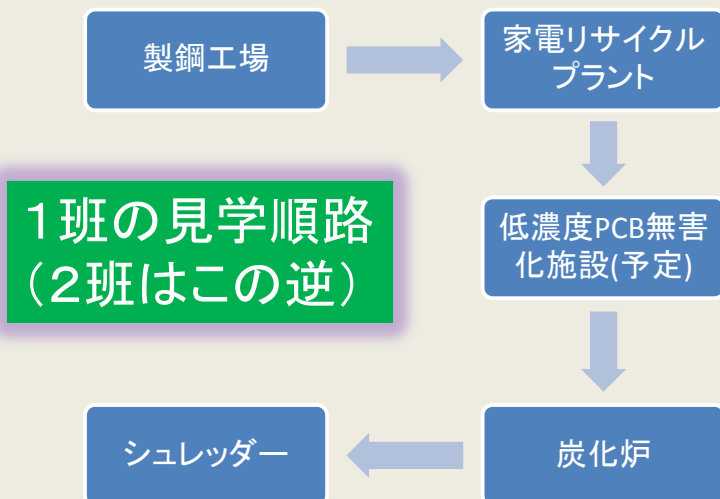 製鋼工場
家電リサイクル
プラント
1班の見学順路
(2班はこの逆)
低濃度PCB無害
化施設(予定)
シュレッダー
炭化炉